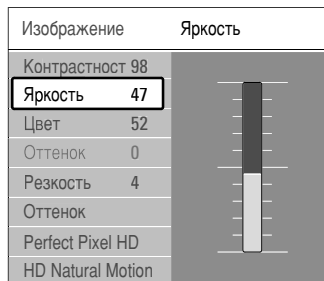 Изображение Яркость
Контрастност 98
Яркость 47
Цвет 52
Оттенок 0
Резкость 4
Оттенок
Perfect Pixel HD
HD Natural Motion